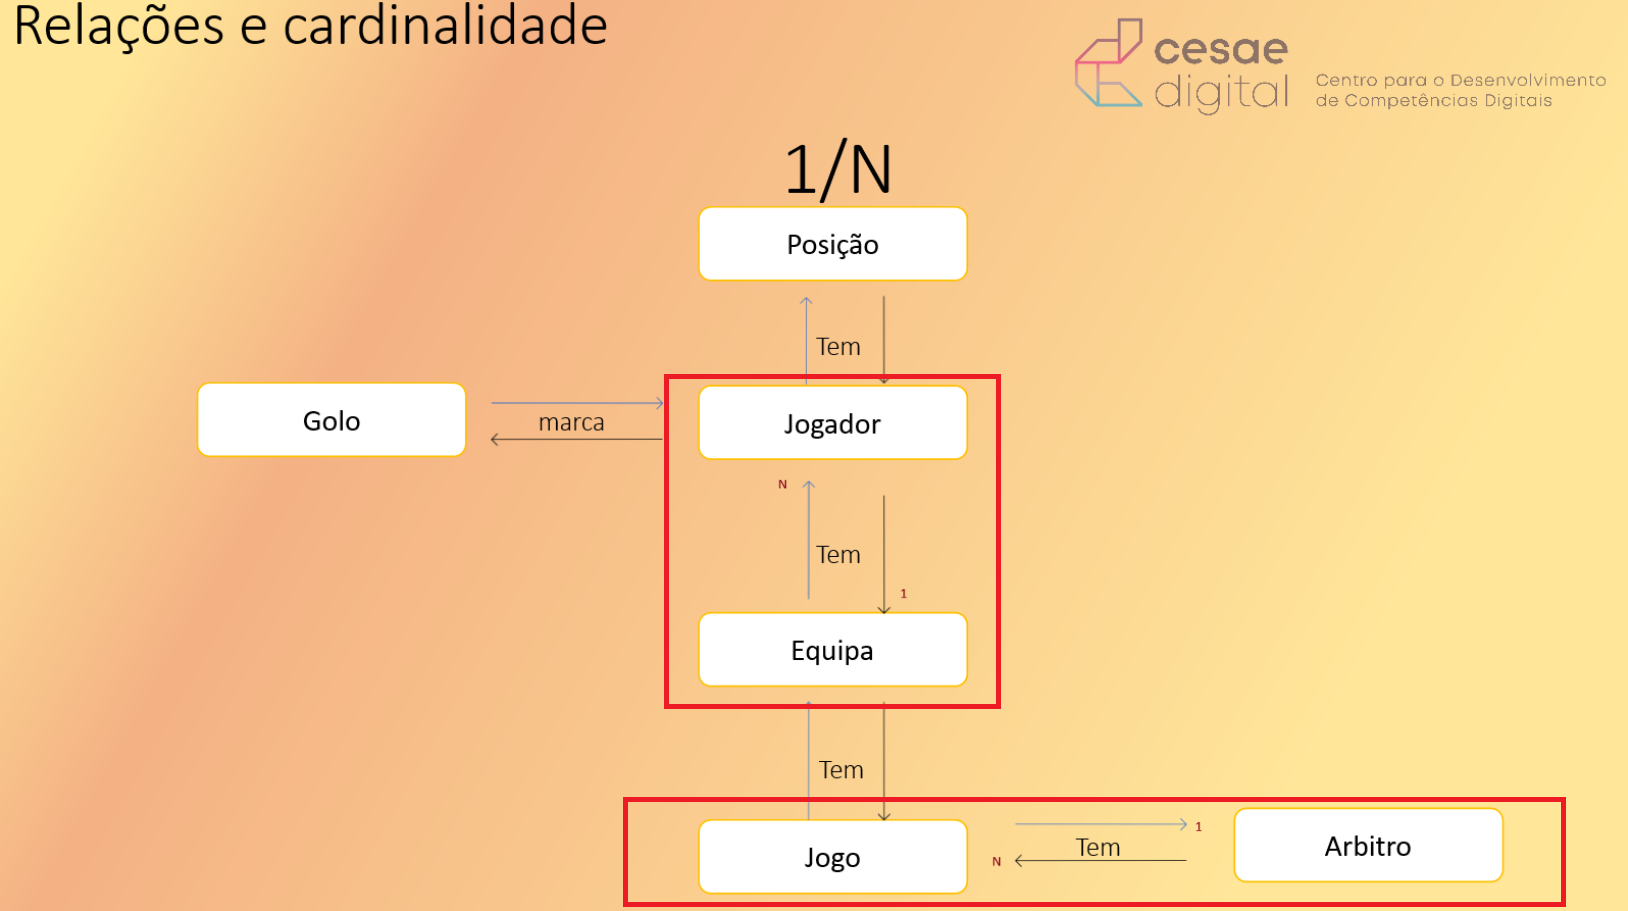 Relações e cardinalidade
cesae
digital
Centro para o Desenvolvimento
de Competências Digitais
1/N
Posição
Tem
Golo
marca
Jogador
N
Tem
1
Equipa
Tem
Jogo
N
Tem
1
Arbitro